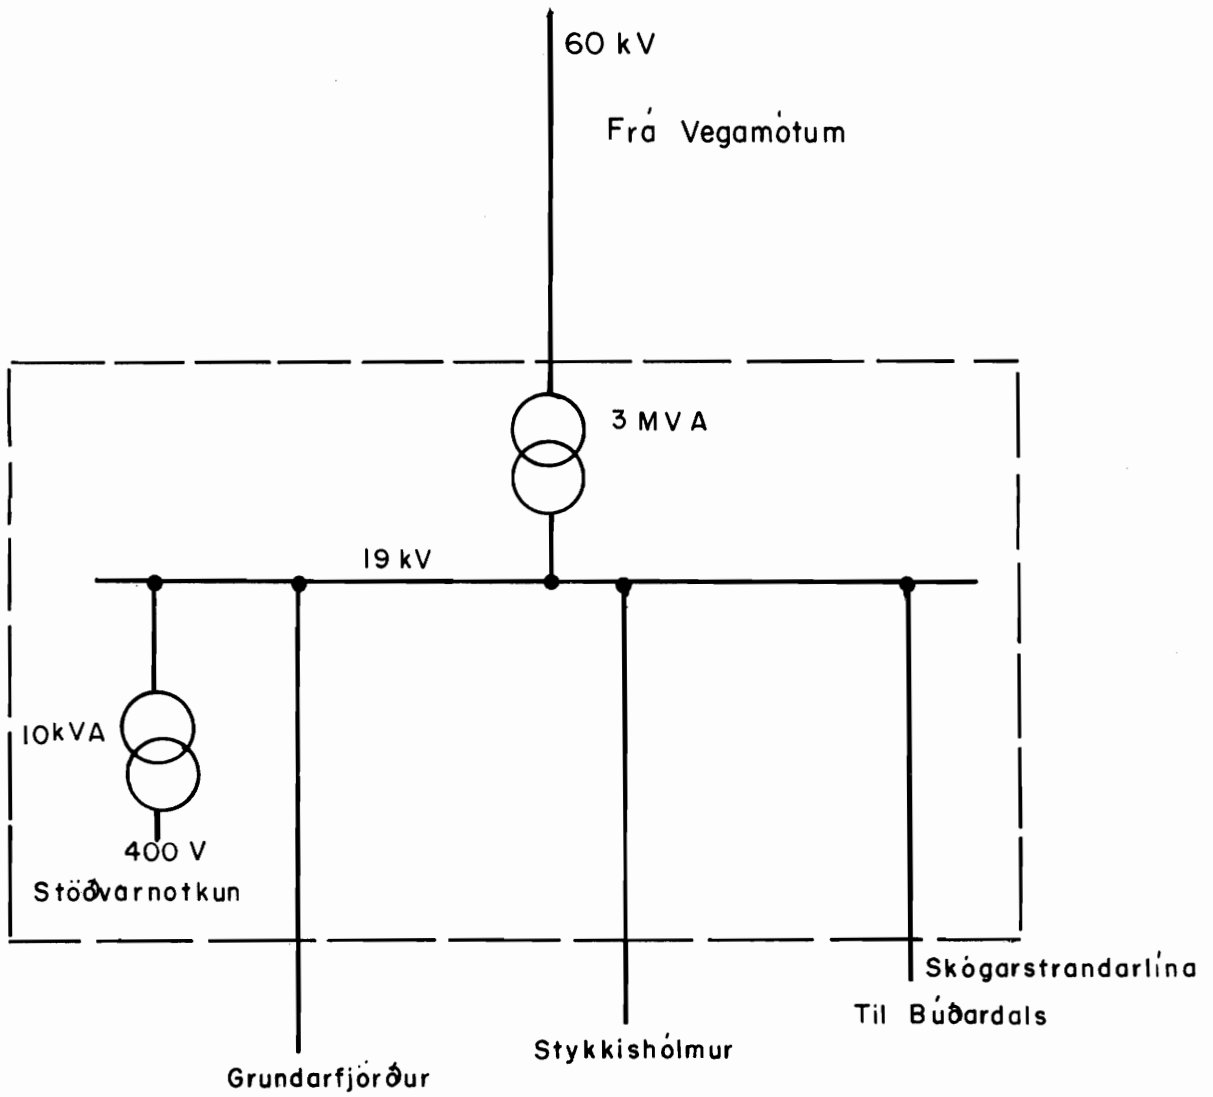 60 kV
Frá Vegamótum
3 MVA
19 kV
10kVA
400 V
Stöðvarnotkun
Skógarstrandarlína
Til Búðardals
Stykkishólmur
Grundarfjörður